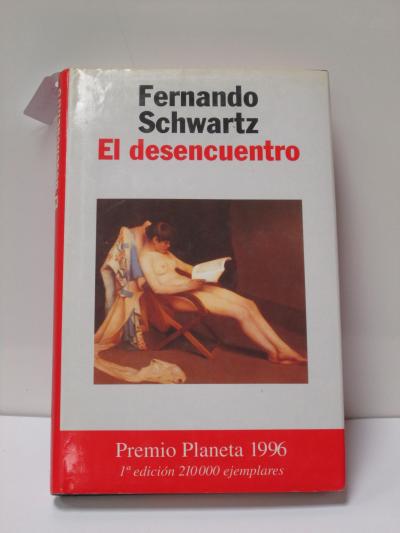 Fernando
Schwartz
El desencuentro
Premio Planeta 1996
1ª edición 210000 ejemplares